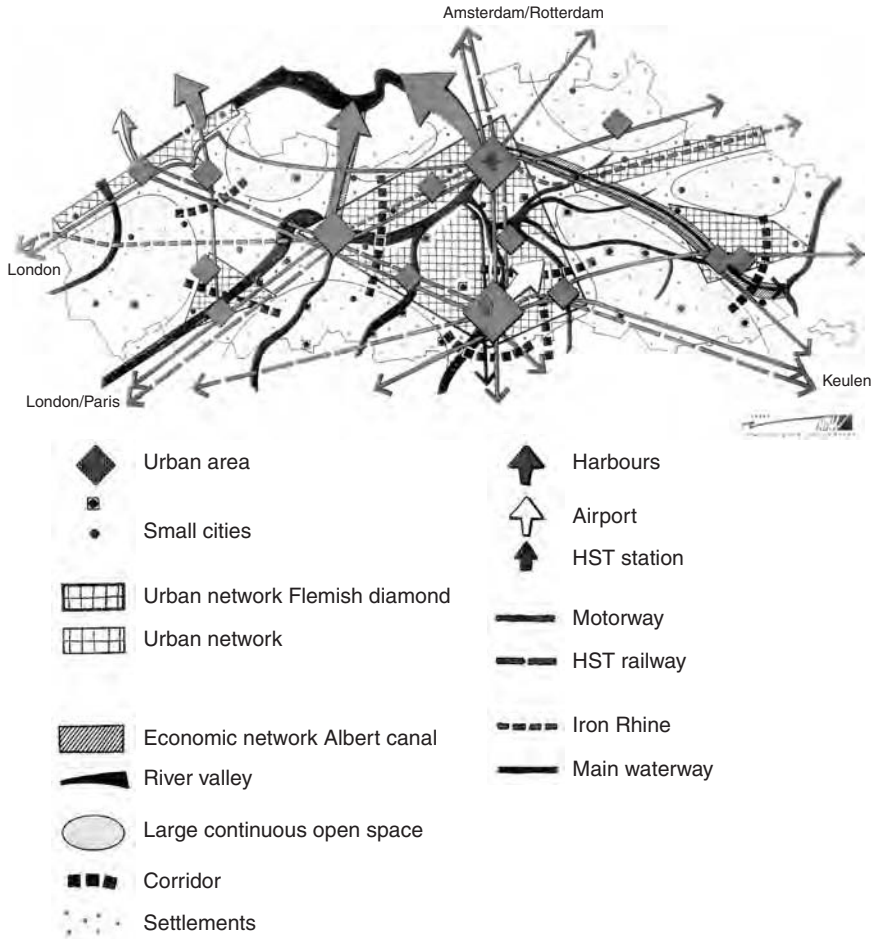 Amsterdam/Rotterdam
London
London/Paris
Keulen
Urban area
Small cities
Urban network Flemish diamond
Urban network
Economic network Albert canal
River valley
Large continuous open space
Corridor
Settlements
Harbours
Airport
HST station
Motorway
HST railway
Iron Rhine
Main waterway